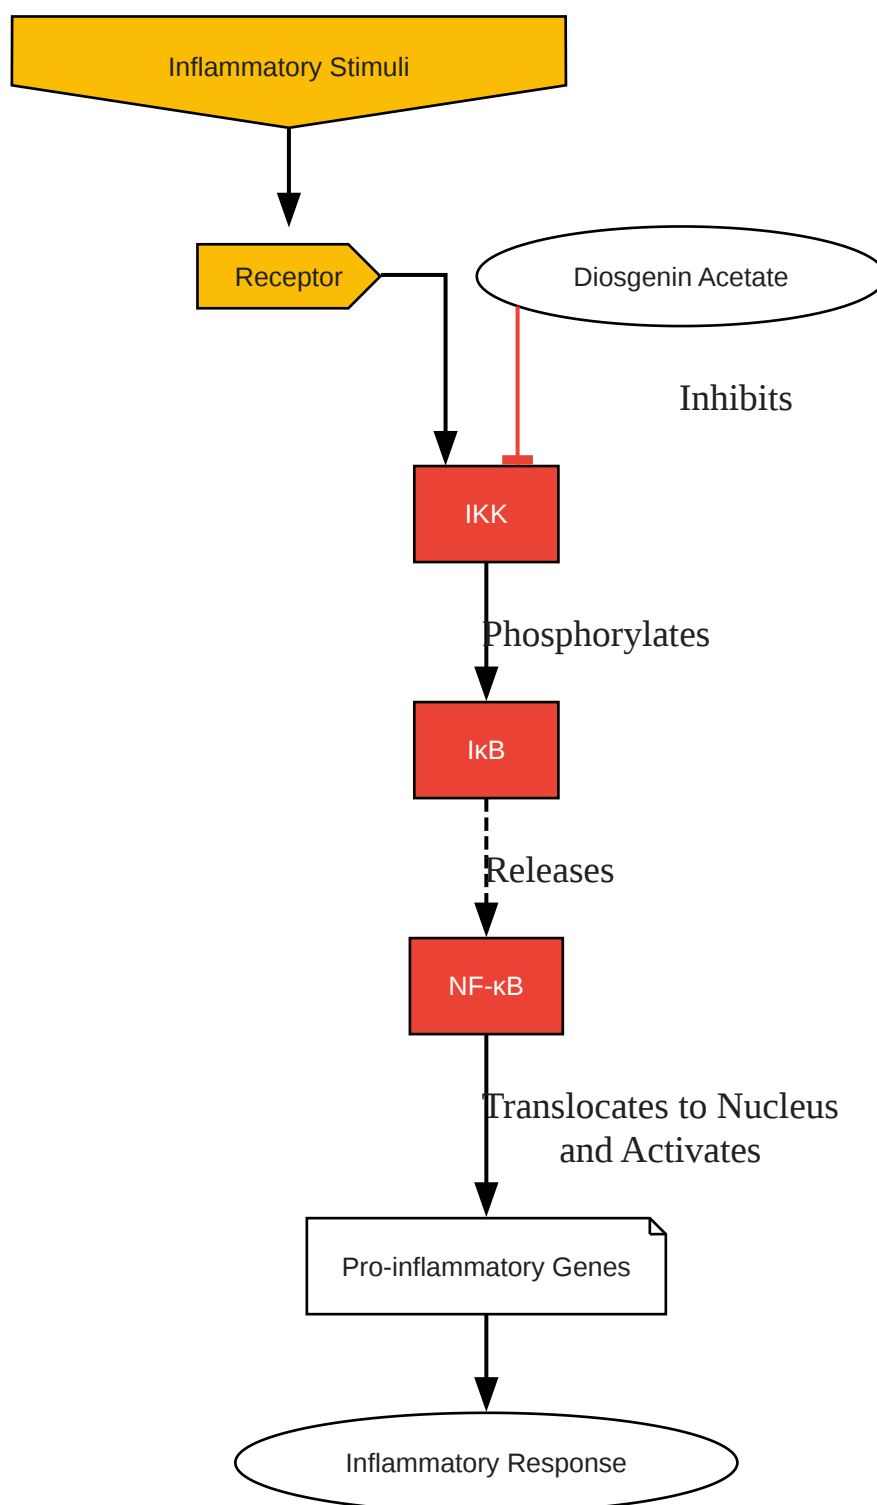 Inflammatory Stimuli
Receptor
Diosgenin Acetate
Inhibits
IKK
Phosphorylates
IκB
Releases
NF-κB
Translocates to Nucleus
and Activates
Pro-inflammatory Genes
Inflammatory Response